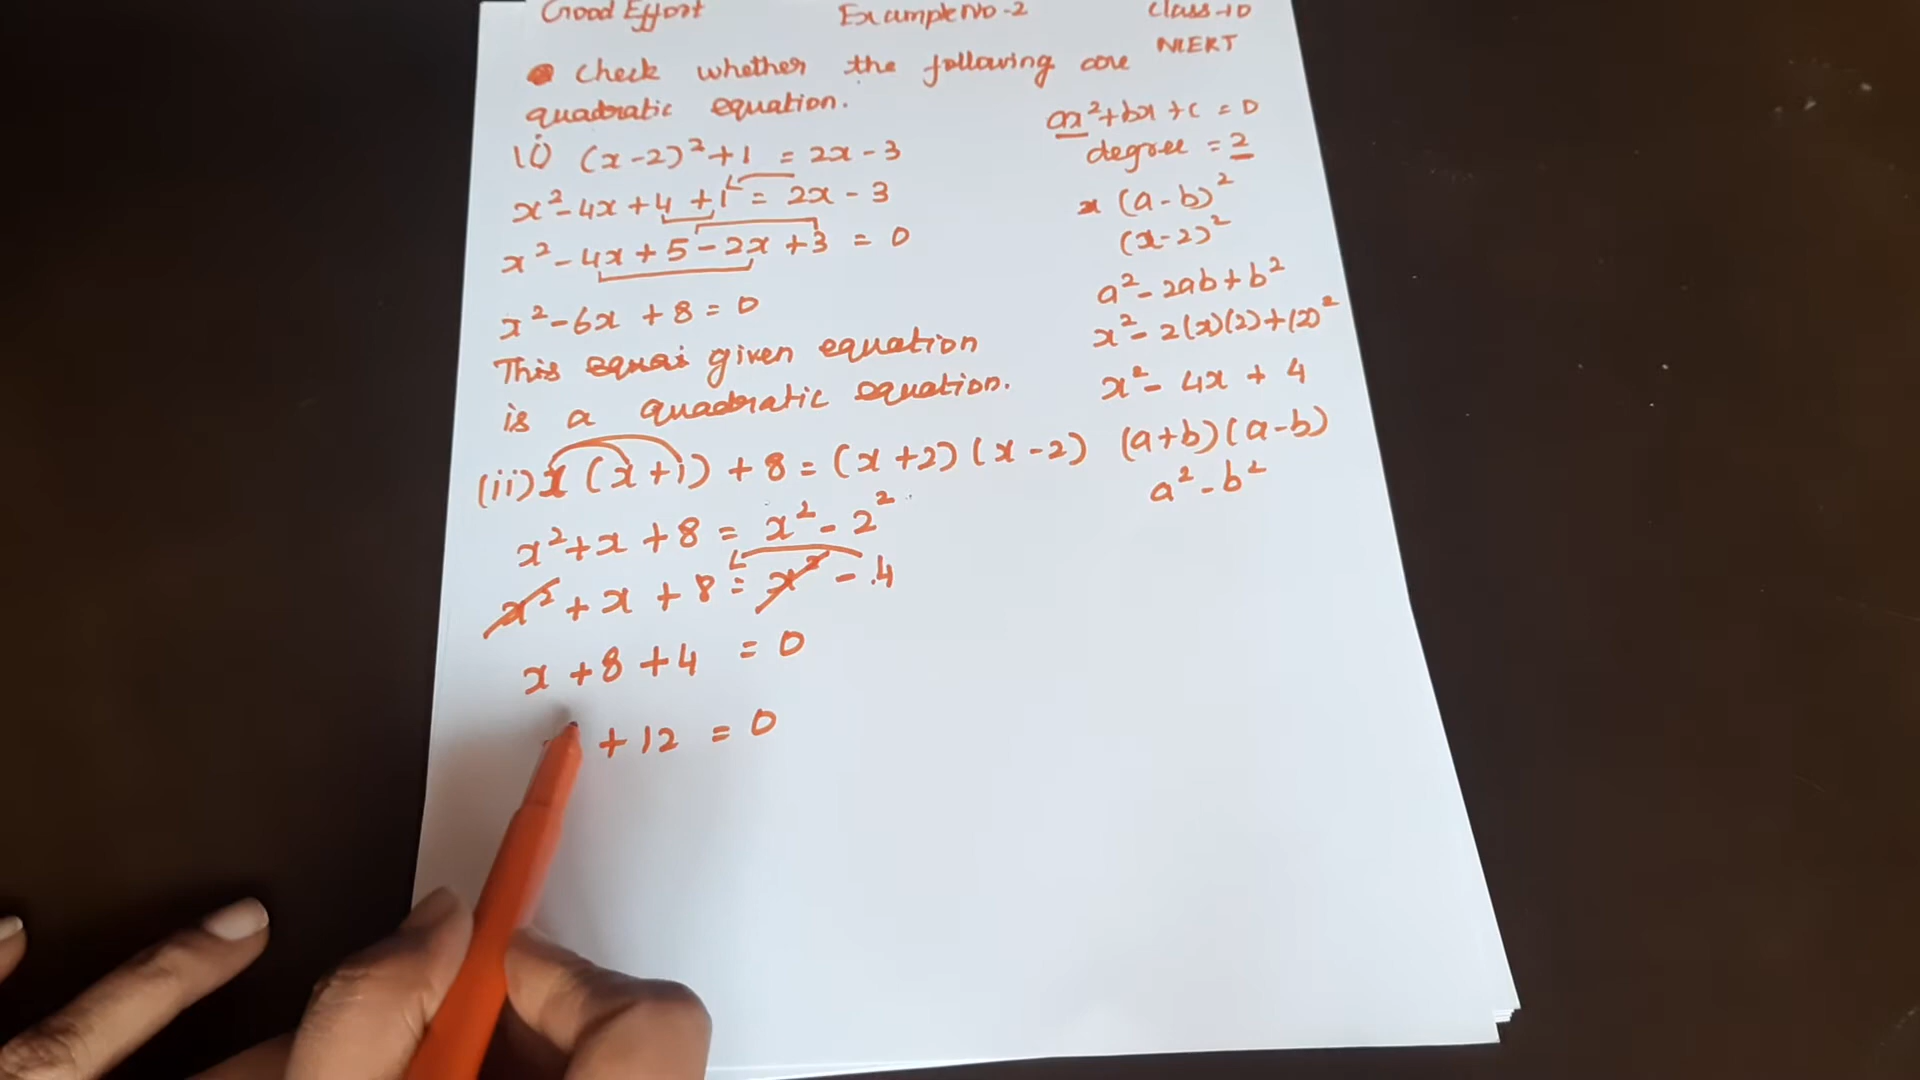 Good Effort Example No-2 Class-10
NCERT
Check whether the following are
quadratic equation.
(i) (x-2)² + 1 = 2x - 3
x² - 4x + 4 + 1 = 2x - 3
x² - 4x + 5 - 2x + 3 = 0
x² - 6x + 8 = 0
This given equation
is a quadratic equation.
(ii) x (x+1) + 8 = (x+2) (x-2)
x² + x + 8 = x² - 2²
x² + x + 8 = x² - 4
x + 8 + 4 = 0
+ 12 = 0
ax² + bx + c = 0
degree = 2
(a-b)²
(x-2)²
a² - 2ab + b²
x² - 2(x)(2) + (2)²
x² - 4x + 4
(a+b) (a-b)
a² - b²